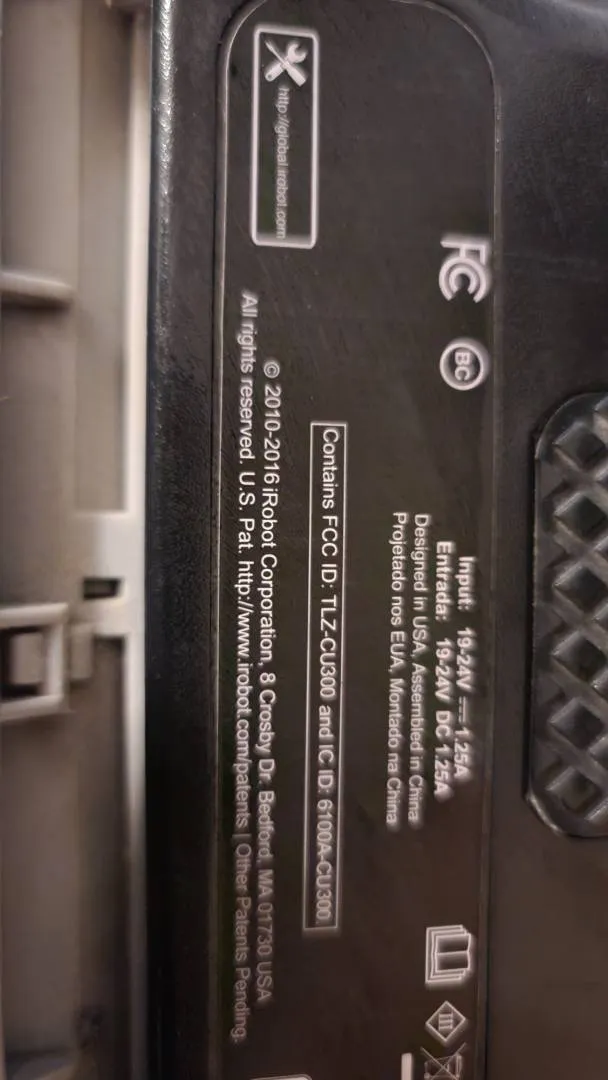 Input: 19-24V 1.25A
Entrada: 19-24V DC 1.25A
Designed in USA, Assembled in China
Projetado nos EUA, Montado na China
FC
BC
Contains FCC ID: TLZ-CU300 and IC ID: 6100A-CU300
http://global.irobot.com
© 2010-2016 iRobot Corporation, 8 Crosby Dr. Bedford, MA 01730 USA
All rights reserved. U.S. Pat. http://www.irobot.com/patents | Other Patents Pending.
III